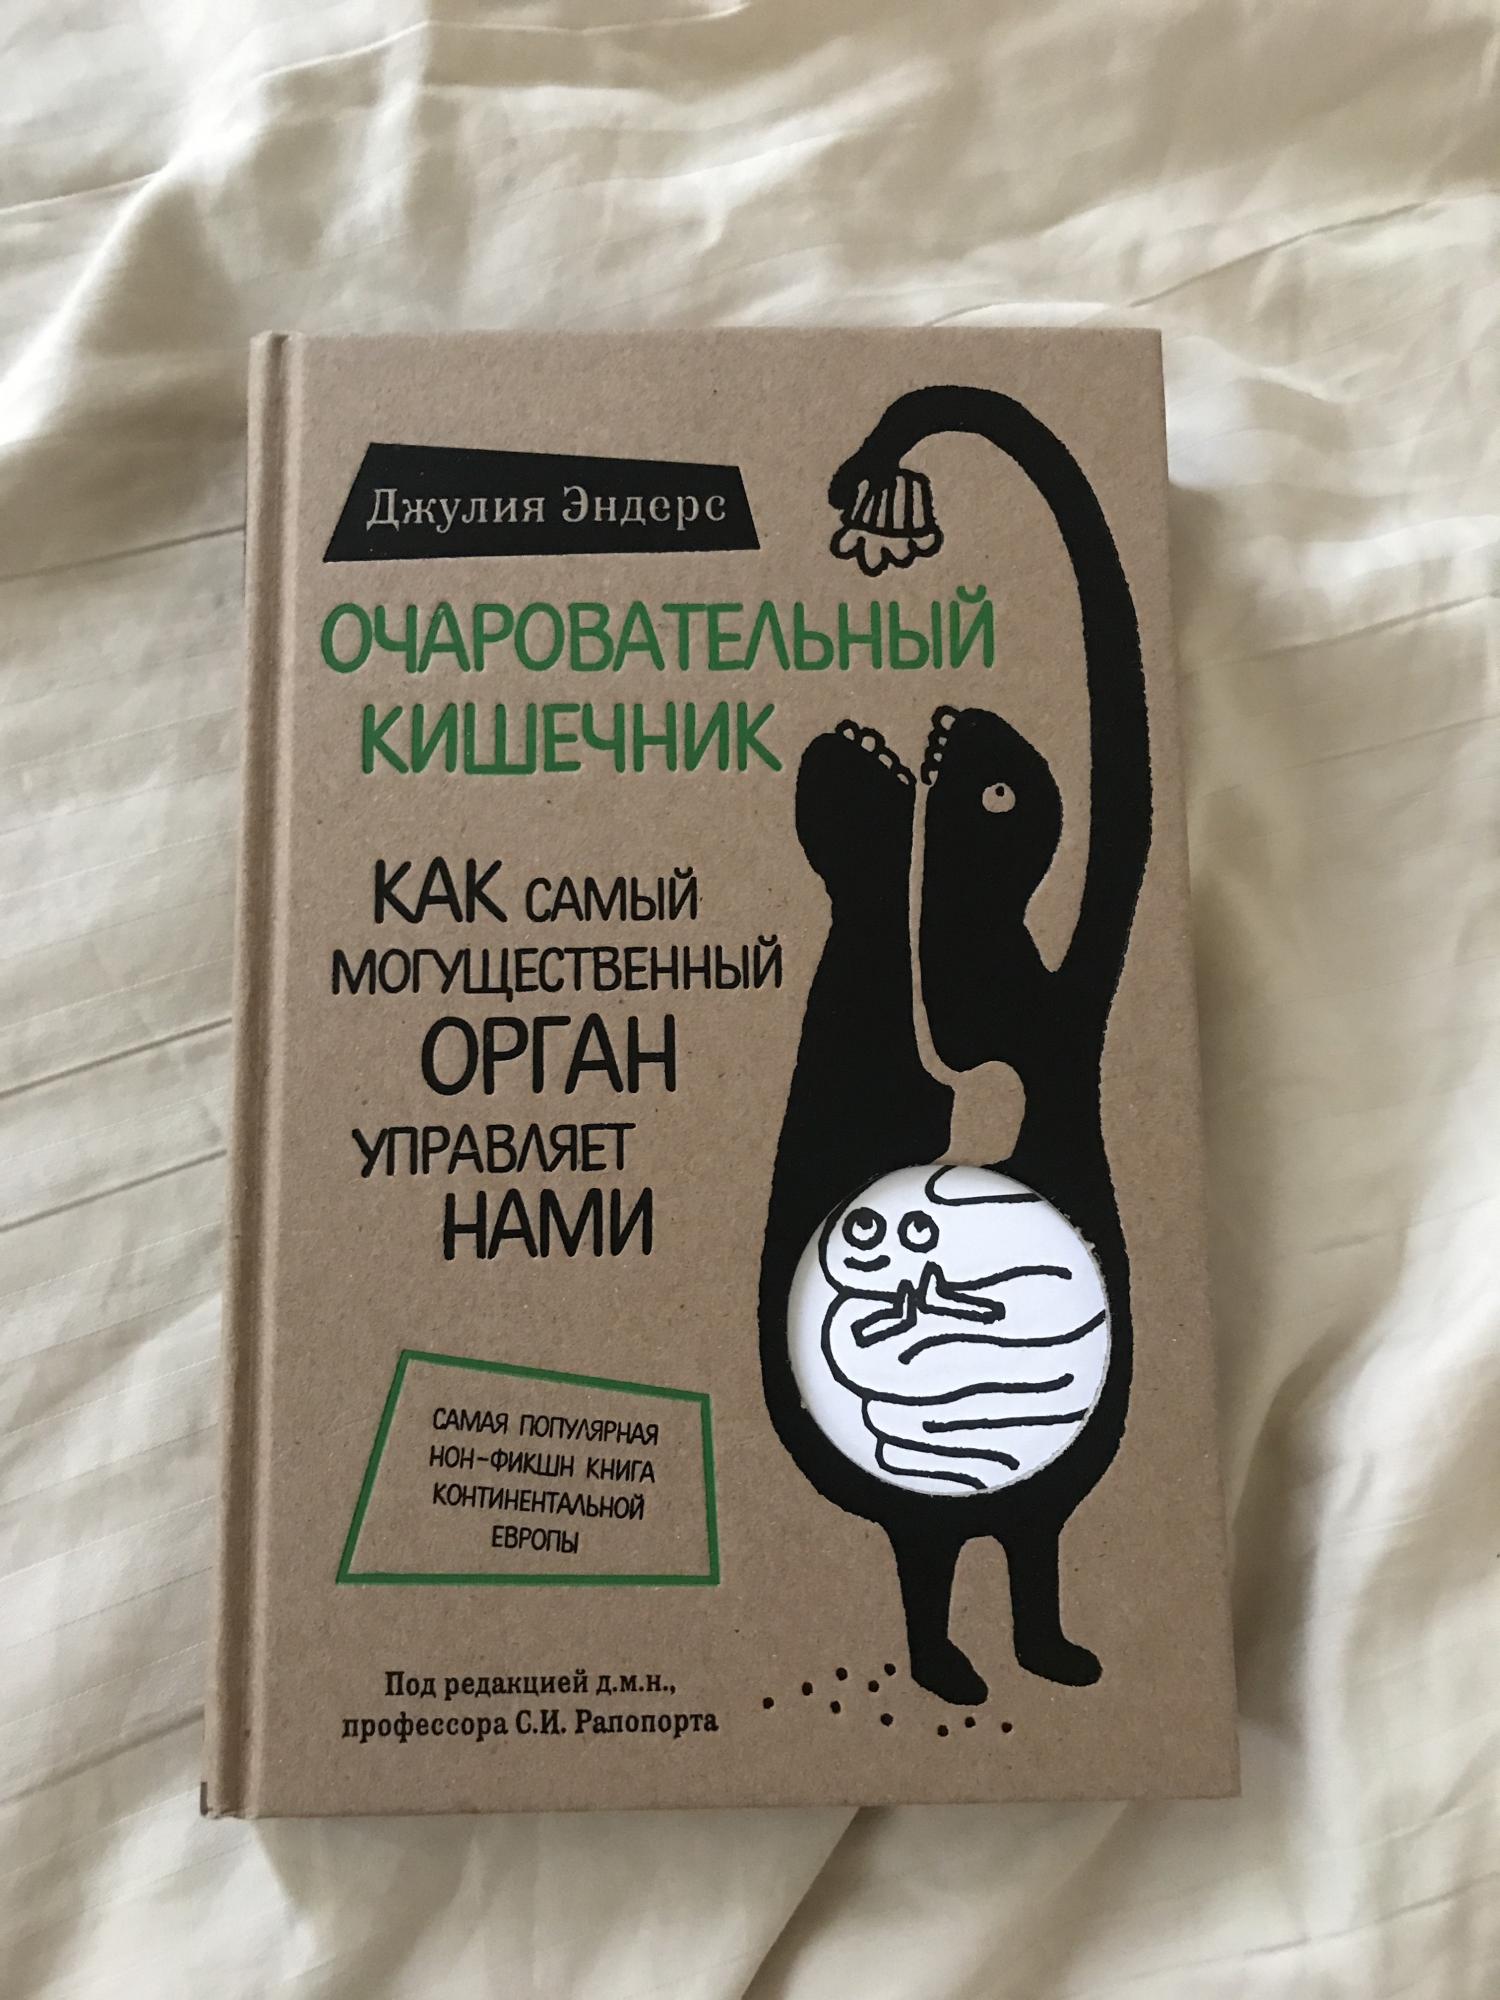 Джулия Эндерс
ОЧАРОВАТЕЛЬНЫЙ
КИШЕЧНИК
КАК САМЫЙ
МОГУЩЕСТВЕННЫЙ
ОРГАН
УПРАВЛЯЕТ
НАМИ
САМАЯ ПОПУЛЯРНАЯ
НОН-ФИКШН КНИГА
КОНТИНЕНТАЛЬНОЙ
ЕВРОПЫ
Под редакцией д.м.н.,
профессора С.И. Рапопорта